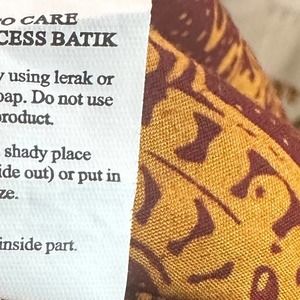 O CARE
CESS BATIK
y using lerak or
oap. Do not use
product.
shady place
ide out) or put in
ze.
inside part.